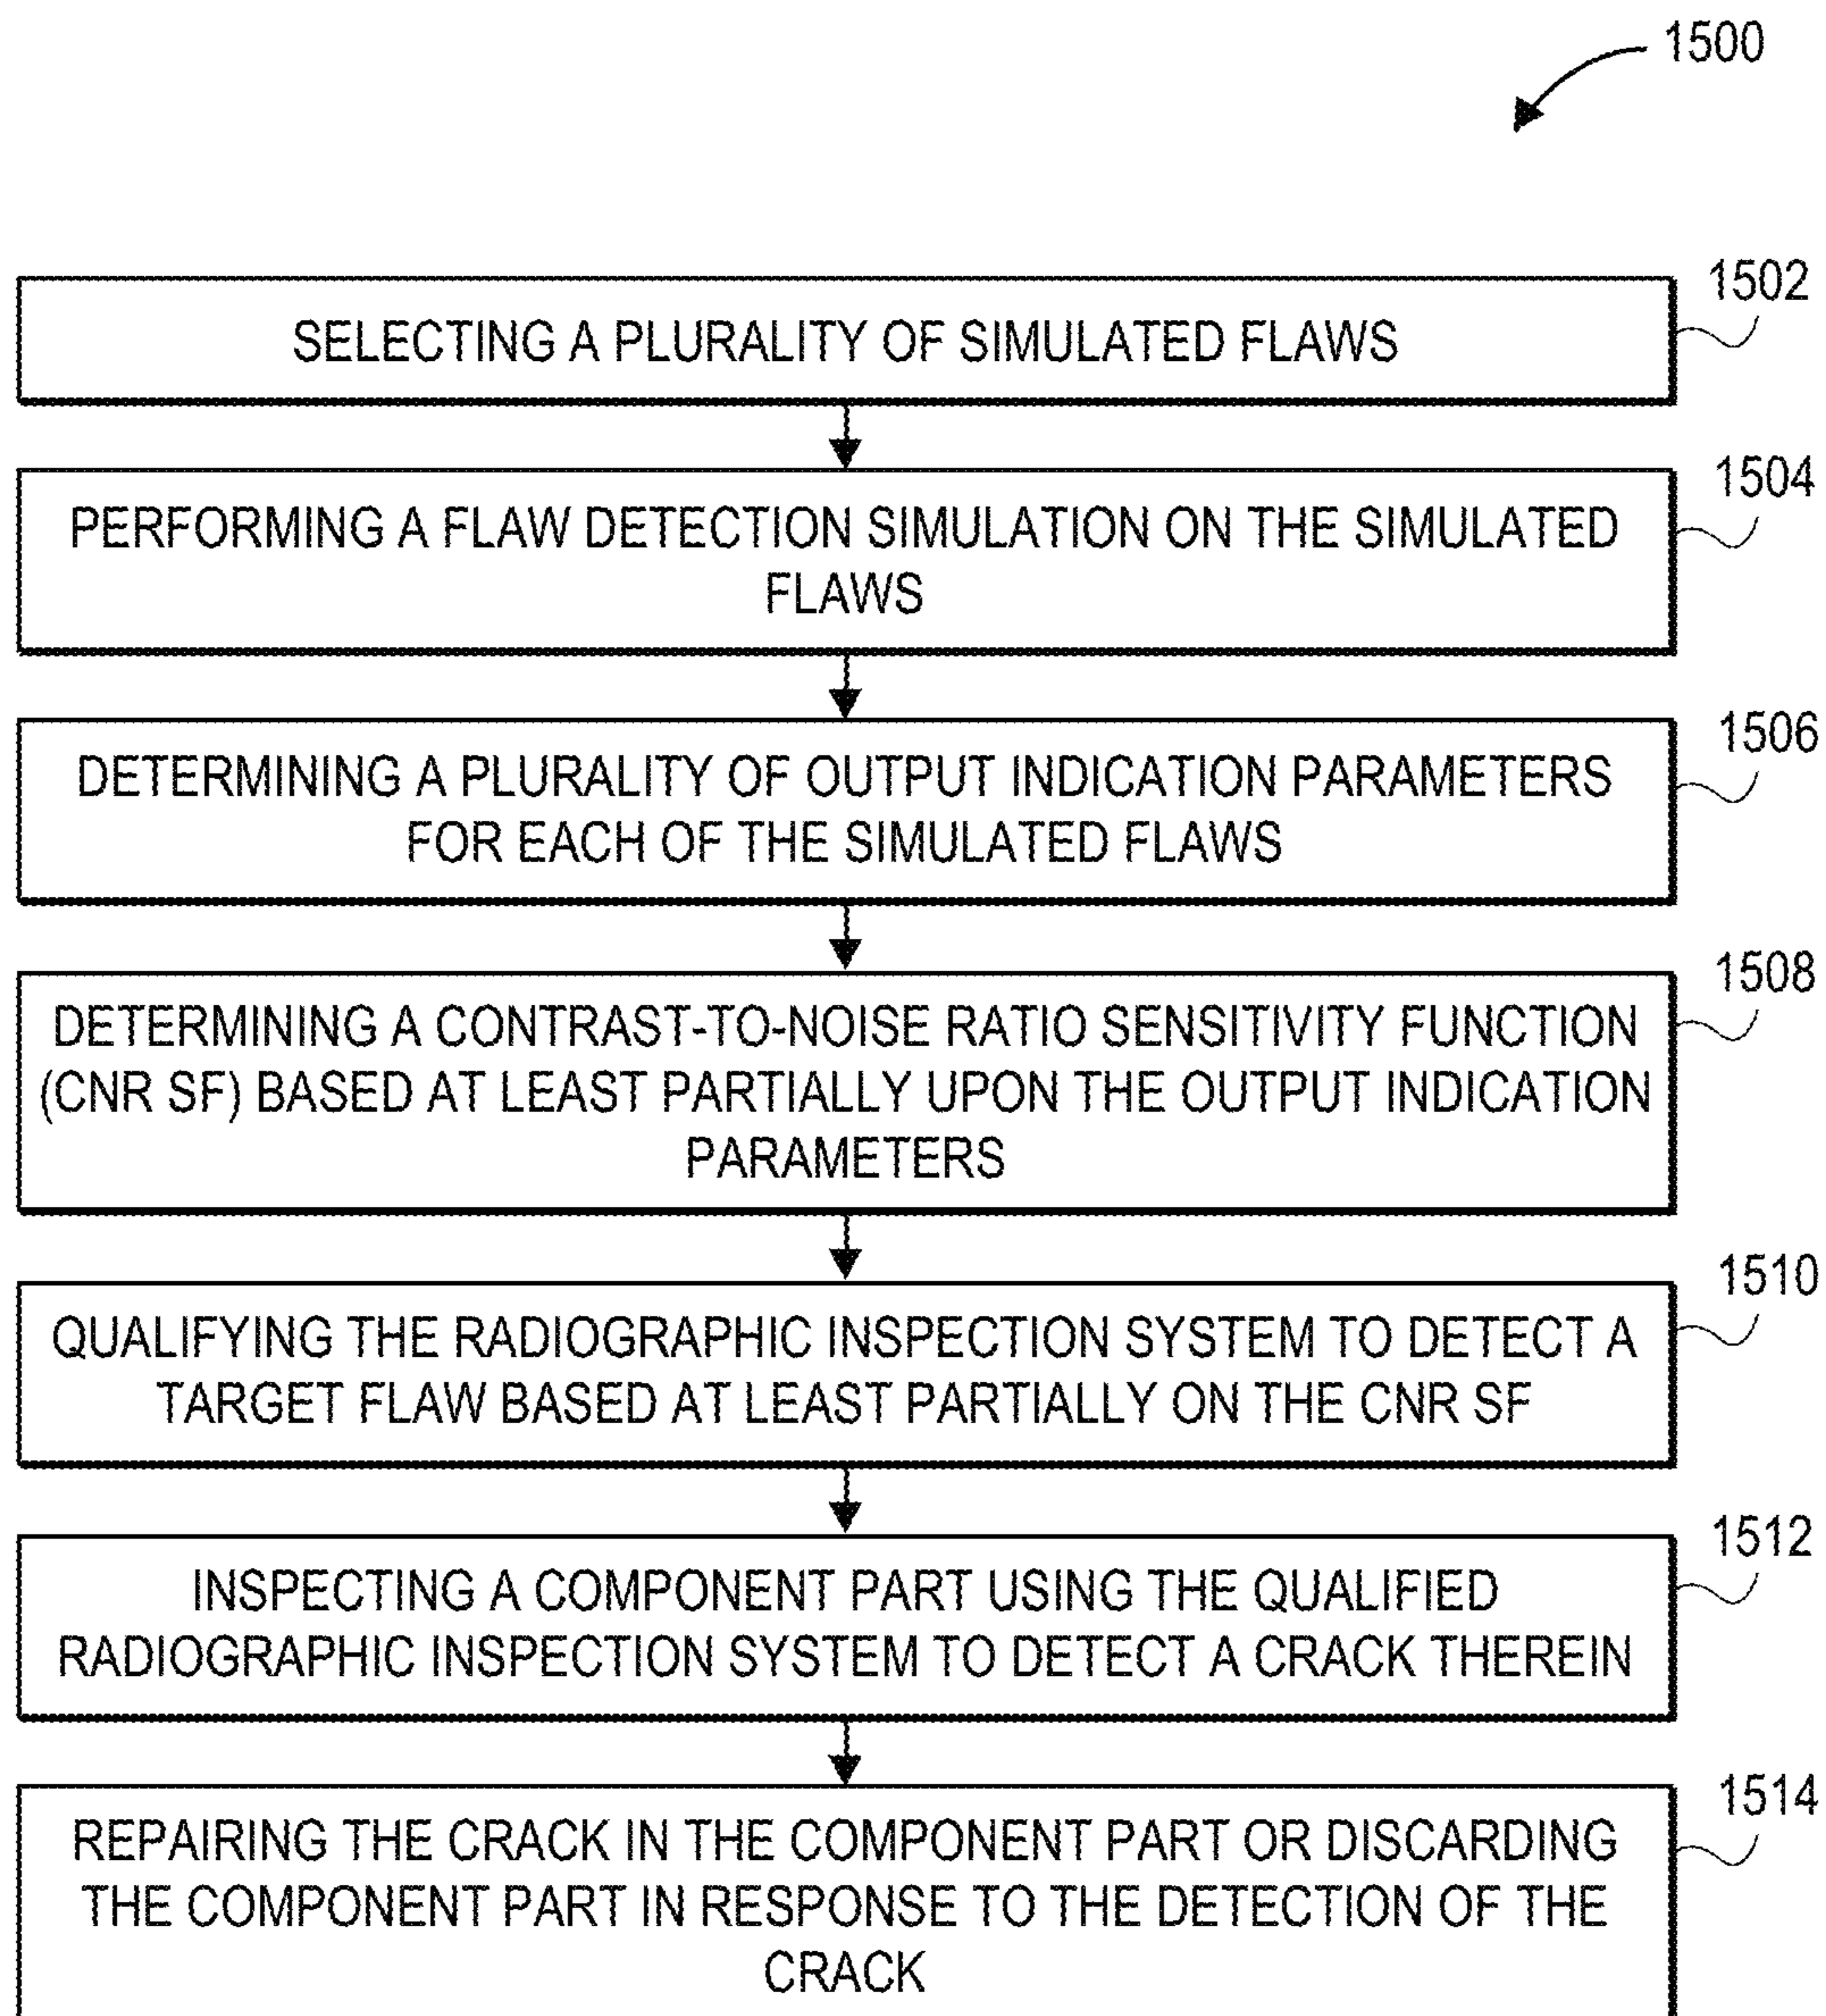 1500
1502
SELECTING A PLURALITY OF SIMULATED FLAWS
1504
PERFORMING A FLAW DETECTION SIMULATION ON THE SIMULATED
FLAWS
1506
DETERMINING A PLURALITY OF OUTPUT INDICATION PARAMETERS
FOR EACH OF THE SIMULATED FLAWS
1508
DETERMINING A CONTRAST-TO-NOISE RATIO SENSITIVITY FUNCTION
(CNR SF) BASED AT LEAST PARTIALLY UPON THE OUTPUT INDICATION
PARAMETERS
1510
QUALIFYING THE RADIOGRAPHIC INSPECTION SYSTEM TO DETECT A
TARGET FLAW BASED AT LEAST PARTIALLY ON THE CNR SF
1512
INSPECTING A COMPONENT PART USING THE QUALIFIED
RADIOGRAPHIC INSPECTION SYSTEM TO DETECT A CRACK THEREIN
1514
REPAIRING THE CRACK IN THE COMPONENT PART OR DISCARDING
THE COMPONENT PART IN RESPONSE TO THE DETECTION OF THE
CRACK